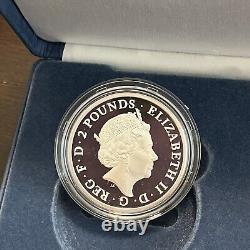 ELIZABETH II · D · G · REG · F · D · 2 POUNDS ·